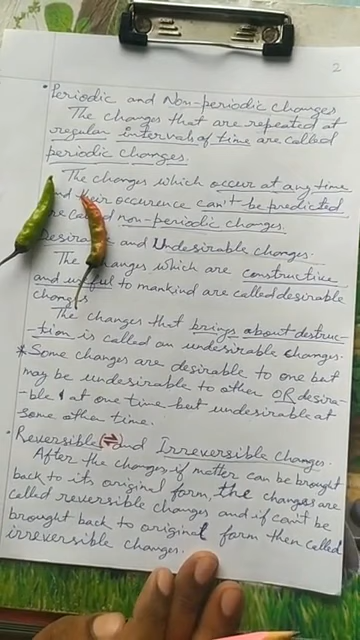 2
• Periodic and Non-periodic changes
The changes that are repeated at
regular intervals of time are called
periodic changes.
The changes which occur at any time
and their occurence can't be predicted
are called non-periodic changes.
Desirable and Undesirable changes.
The changes which are constructive
and useful to mankind are called desirable
changes
The changes that brings about destruc-
-tion is called an undesirable changes.
* Some changes are desirable to one but
may be undesirable to other OR desira-
-ble at one time but undesirable at
some other time.
• Reversible (⇌) and Irreversible Changes.
After the changes, if matter can be brought
back to its original form, the changes are
called reversible changes and if can't be
brought back to original form then called
irreversible changes.